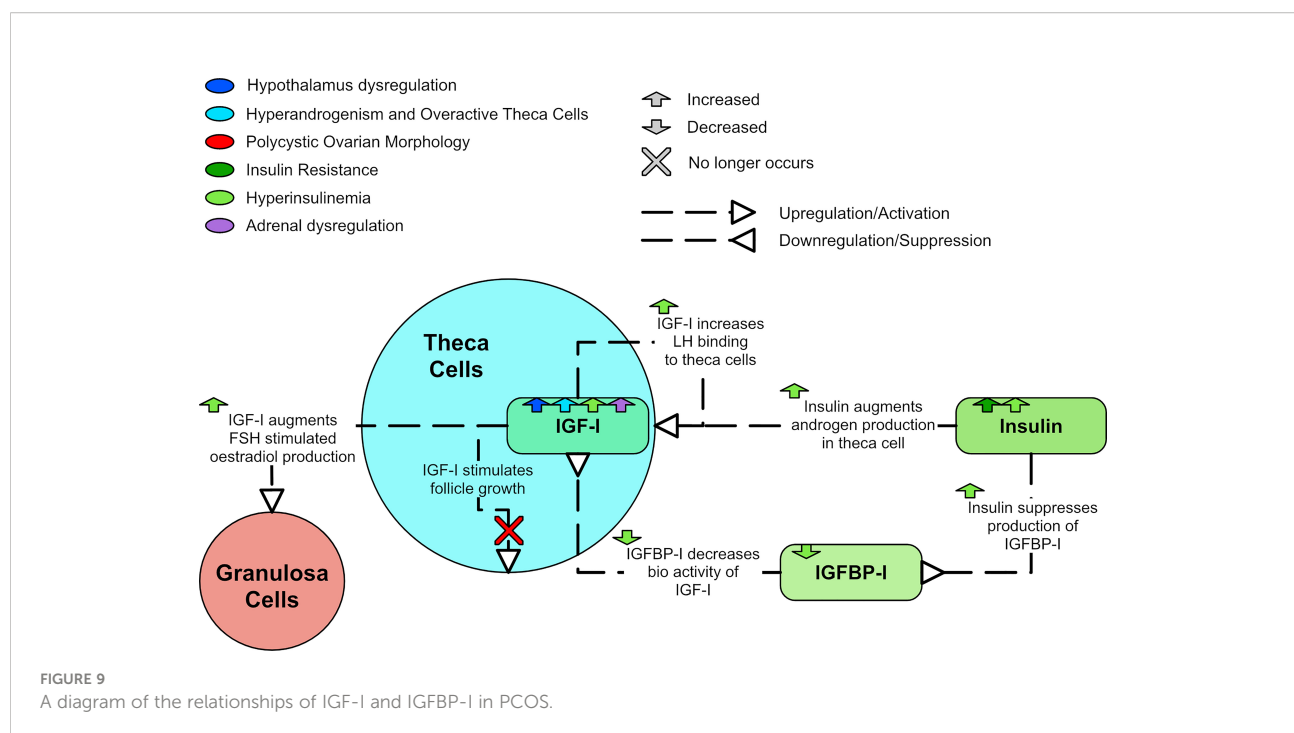 Hypothalamus dysregulation
Hyperandrogenism and Overactive Theca Cells
Polycystic Ovarian Morphology
Insulin Resistance
Hyperinsulinemia
Adrenal dysregulation
Increased
Decreased
No longer occurs
Upregulation/Activation
Downregulation/Suppression
Theca
Cells
IGF-I increases
LH binding
to theca cells
IGF-I augments
FSH stimulated
oestradiol production
IGF-I
Insulin augments
androgen production
in theca cell
Insulin
IGF-I stimulates
follicle growth
Insulin suppresses
production of
IGFBP-I
IGFBP-I decreases
bio activity of
IGF-I
IGFBP-I
Granulosa
Cells
FIGURE 9
A diagram of the relationships of IGF-I and IGFBP-I in PCOS.